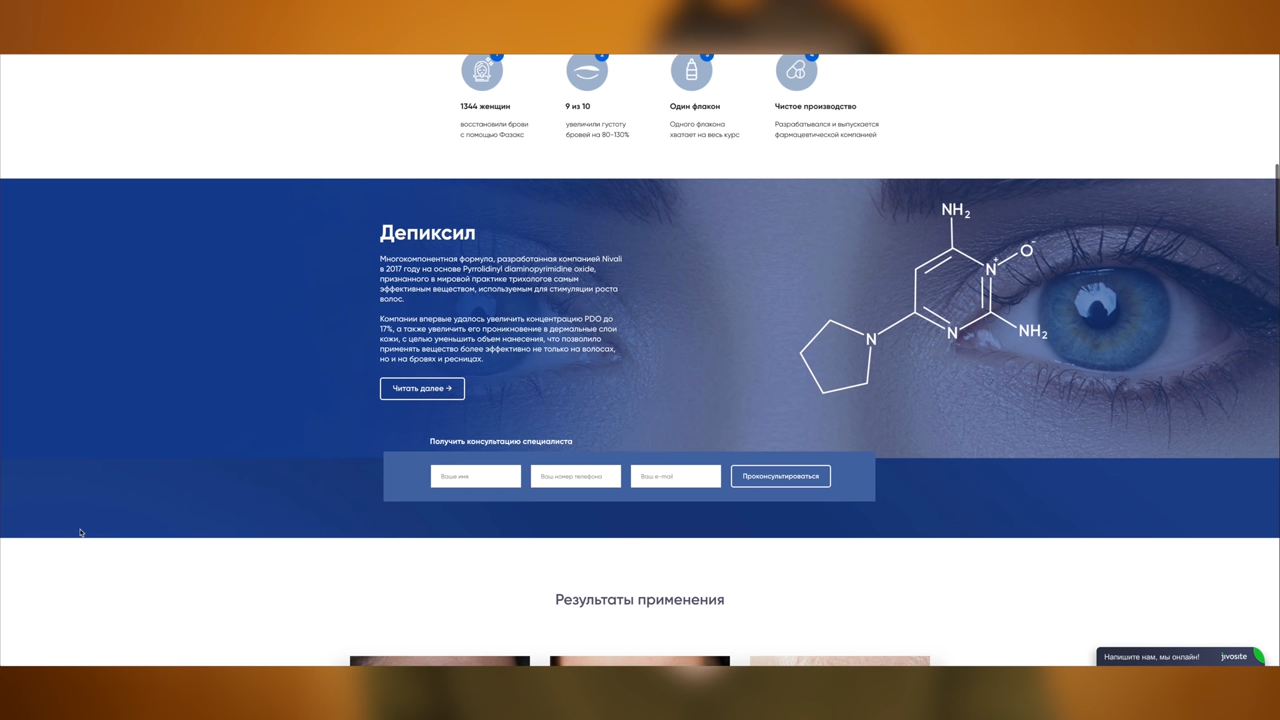 1344 женщин
восстановили брови
с помощью Фазакс
9 из 10
увеличили густоту
бровей на 80-130%
Один флакон
Одного флакона
хватает на весь курс
Чистое производство
Разрабатывался и выпускается
фармацевтической компанией
Депиксил
Многокомпонентная формула, разработанная компанией Nivali
в 2017 году на основе Pyrrolidinyl diaminopyrimidine oxide,
признанного в мировой практике трихологов самым
эффективным веществом, используемым для стимуляции роста
волос.
Компании впервые удалось увеличить концентрацию PDO до
17%, а также увеличить его проникновение в дермальные слои
кожи, с целью уменьшить объем нанесения, что позволило
применять вещество более эффективно не только на волосах,
но и на бровях и ресницах.
Читать далее →
NH2
N+
O-
N
NH2
N
Получить консультацию специалиста
Ваше имя
Ваш номер телефона
Ваш e-mail
Проконсультироваться
Результаты применения
Напишите нам, мы онлайн!
jivosite